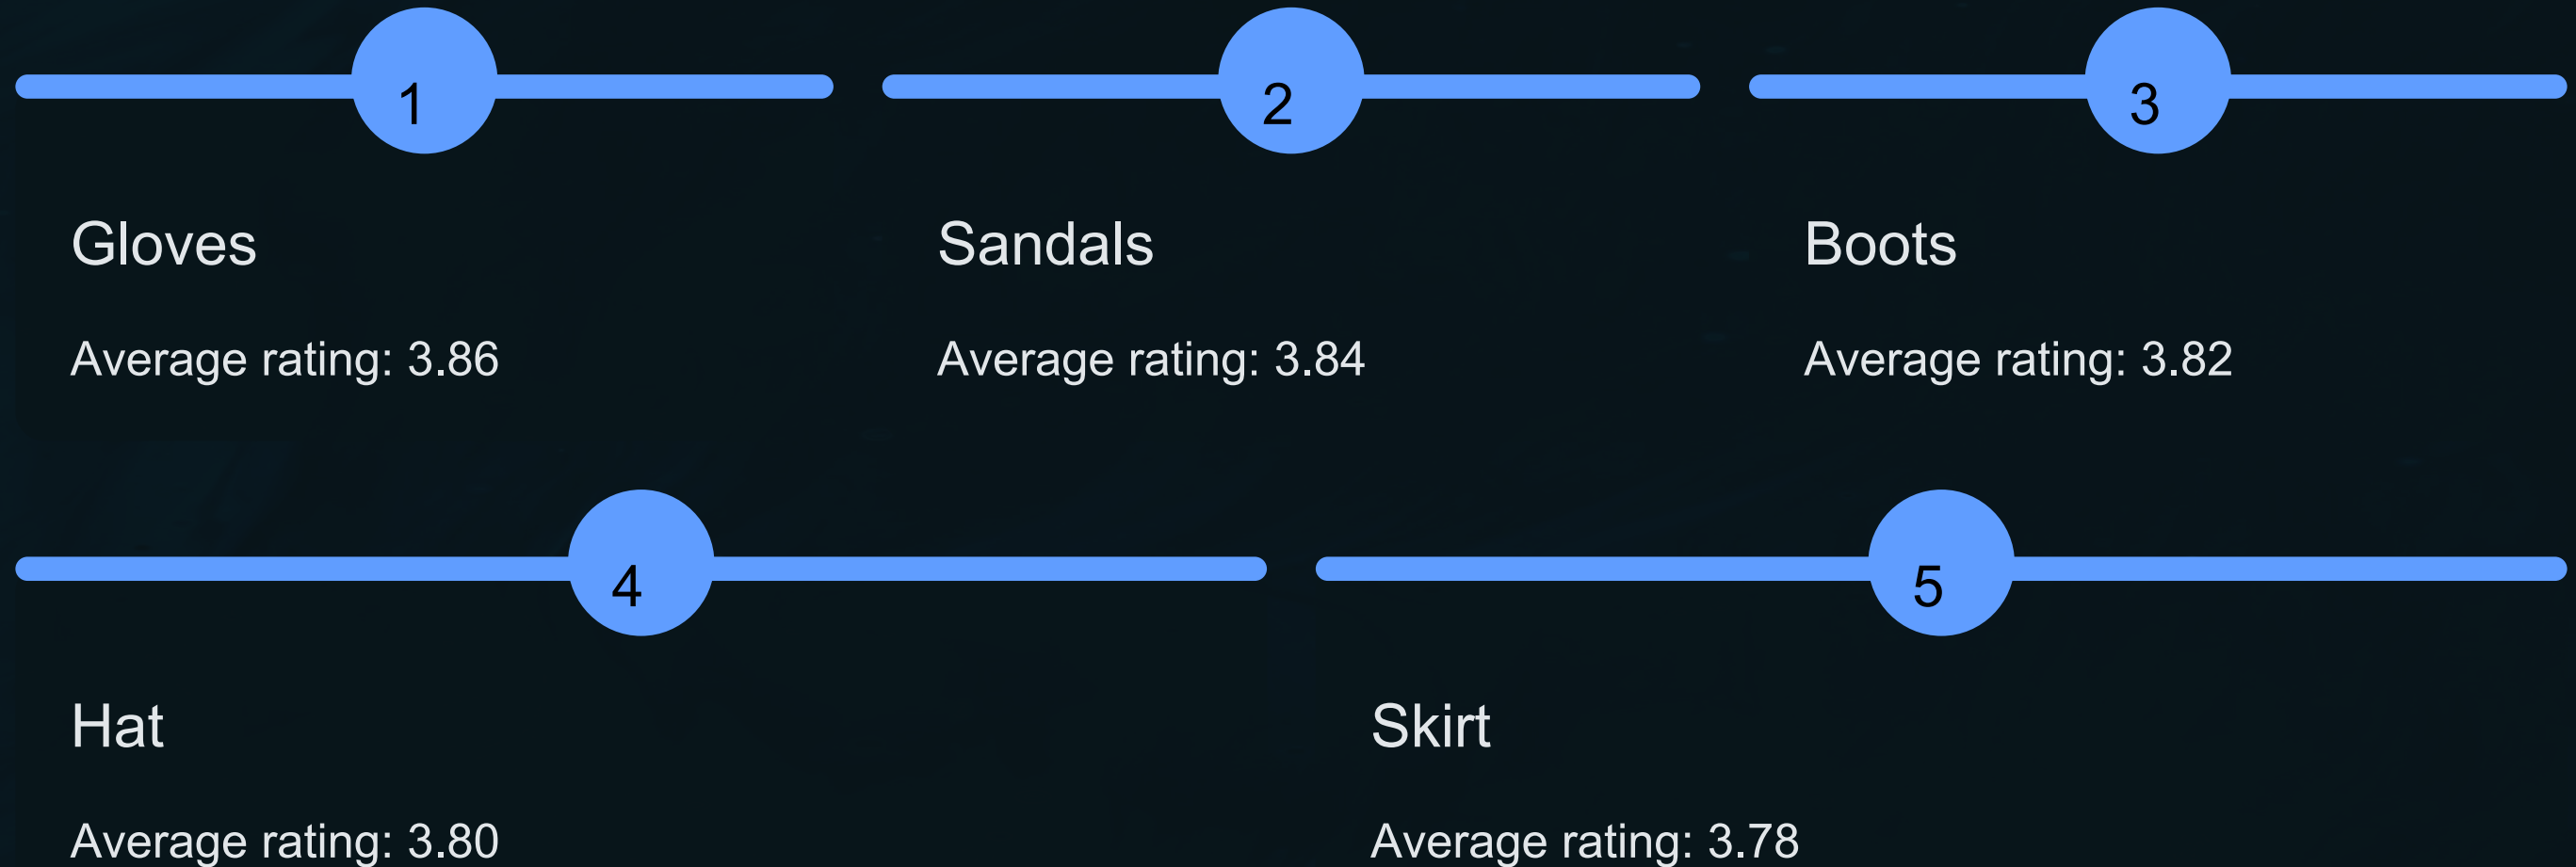 1
2
3
Gloves
Sandals
Boots
Average rating: 3.86
Average rating: 3.84
Average rating: 3.82
4
5
Hat
Skirt
Average rating: 3.80
Average rating: 3.78